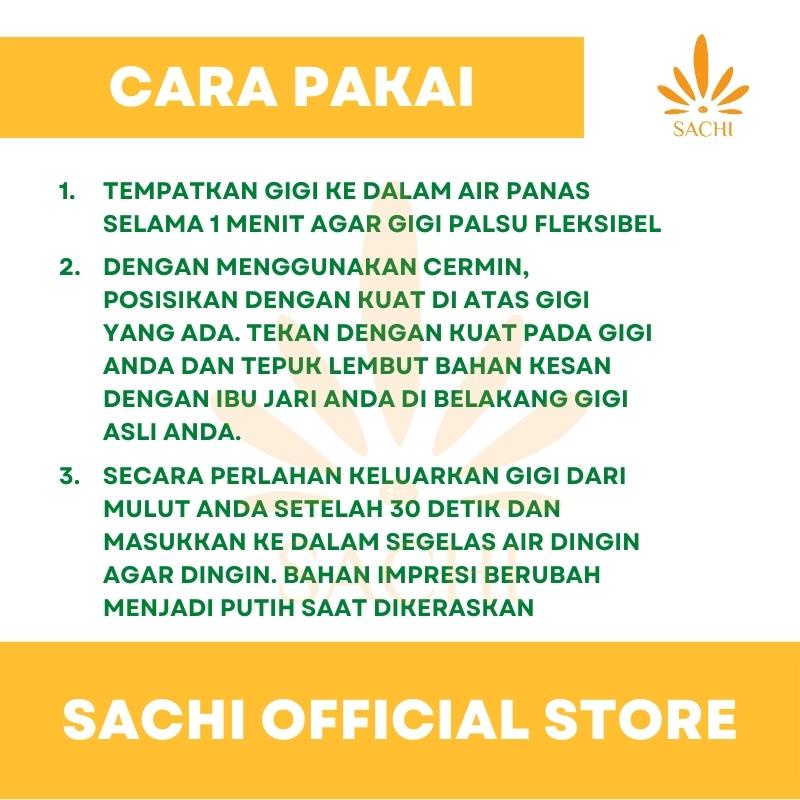 CARA PAKAI
SACHI
1. TEMPATKAN GIGI KE DALAM AIR PANAS
SELAMA 1 MENIT AGAR GIGI PALSU FLEKSIBEL
2. DENGAN MENGGUNAKAN CERMIN,
POSISIKAN DENGAN KUAT DI ATAS GIGI
YANG ADA. TEKAN DENGAN KUAT PADA GIGI
ANDA DAN TEPUK LEMBUT BAHAN KESAN
DENGAN IBU JARI ANDA DI BELAKANG GIGI
ASLI ANDA.
3. SECARA PERLAHAN KELUARKAN GIGI DARI
MULUT ANDA SETELAH 30 DETIK DAN
MASUKKAN KE DALAM SEGELAS AIR DINGIN
AGAR DINGIN. BAHAN IMPRESI BERUBAH
MENJADI PUTIH SAAT DIKERASKAN
SACHI
SACHI OFFICIAL STORE